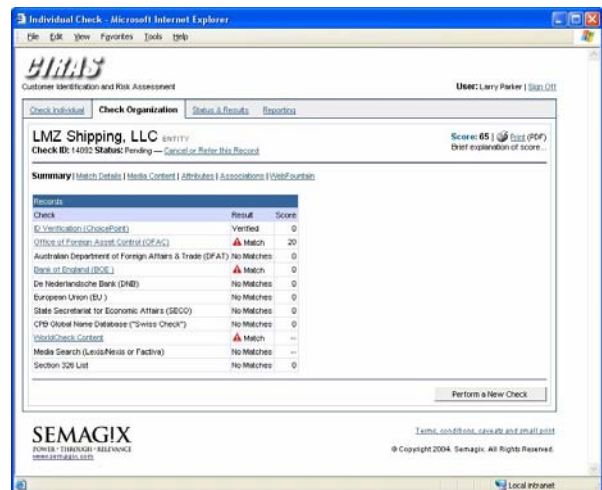 Individual Check - Microsoft Internet Explorer
File Edit View Favorites Tools Help
CIRAS
Customer Identification and Risk Assessment
User: Larry Parker | Sign Off
Check Individual Check Organization Status & Results Reporting
LMZ Shipping, LLC ENTITY
Score: 65 | Print (PDF)
Check ID: 14092 Status: Pending — Cancel or Refer this Record
Brief explanation of score...
Summary | Match Details | Media Content | Attributes | Associations | WebFountain
Records
Check Result Score
ID Verification (ChoicePoint) Verified 0
Office of Foreign Asset Control (OFAC) Match 20
Australian Department of Foreign Affairs & Trade (DFAT) No Matches 0
Bank of England (BOE ) Match 0
De Nederlandsche Bank (DNB) No Matches 0
European Union (EU ) No Matches 0
State Secretariat for Economic Affairs (SECO) No Matches 0
CPB Global Name Database ("Swiss Check") No Matches 0
WorldCheck Content Match --
Media Search (Lexis/Nexis or Factiva) No Matches --
Section 326 List No Matches 0
Perform a New Check
SEMAGIX
POWER · THROUGH · RELEVANCE
www.semagix.com
Terms, conditions, caveats and small print
© Copyright 2004. Semagix. All Rights Reserved.
Local intranet